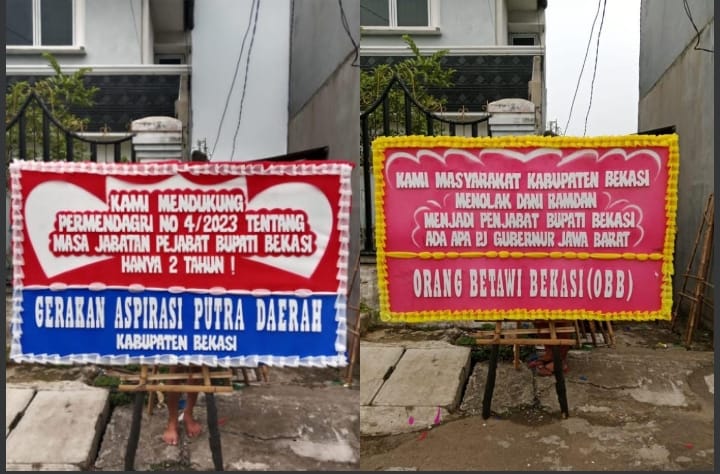 KAMI MENDUKUNG
PERMENDAGRI NO 4/2023 TENTANG
MASA JABATAN PEJABAT BUPATI BEKASI
HANYA 2 TAHUN !
GERAKAN ASPIRASI PUTRA DAERAH
KABUPATEN BEKASI
KAMI MASYARAKAT KABUPATEN BEKASI
MENOLAK DANI RAMDAN
MENJADI PENJABAT BUPATI BEKASI
ADA APA PJ GUBERNUR JAWA BARAT
ORANG BETAWI BEKASI (OBB)